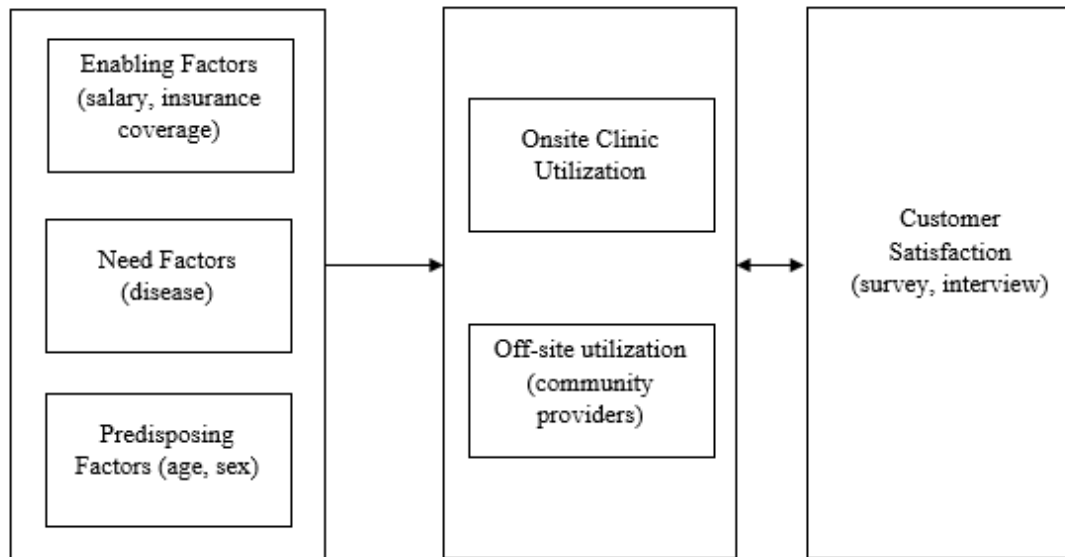 Enabling Factors
(salary, insurance
coverage)
Need Factors
(disease)
Predisposing
Factors (age, sex)
Onsite Clinic
Utilization
Off-site utilization
(community
providers)
Customer
Satisfaction
(survey, interview)